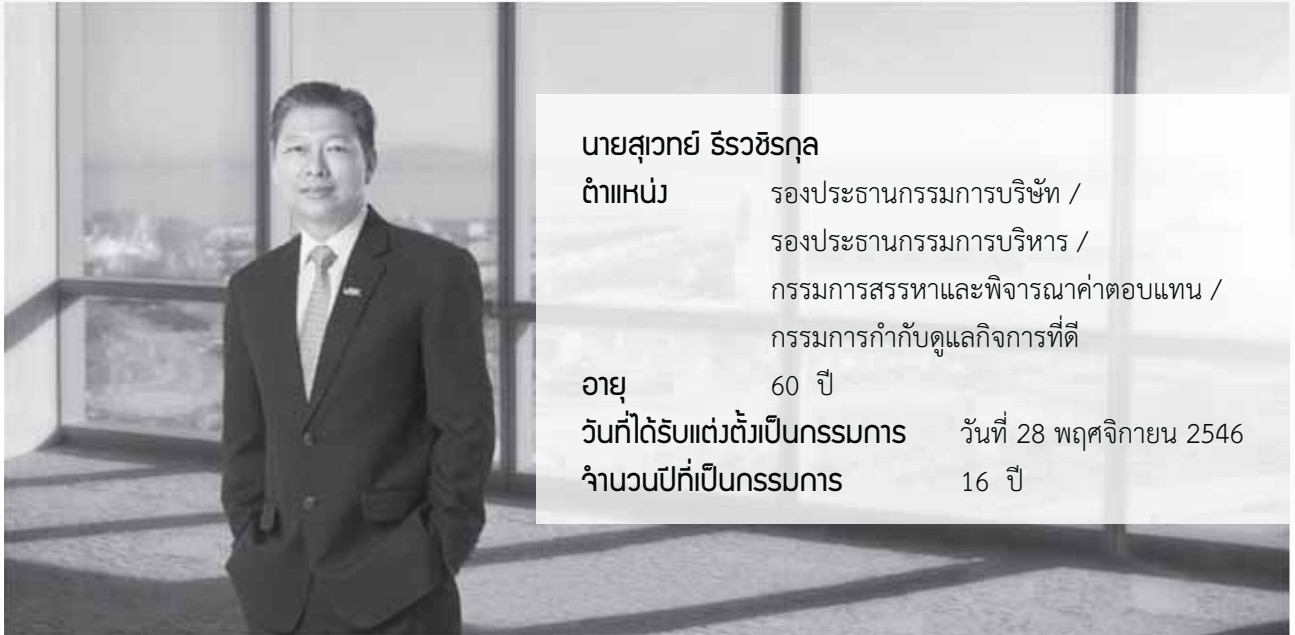 นายสุเวทย์ ธีรวชิรกุล
ตำแหน่ง รองประธานกรรมการบริษัท /
รองประธานกรรมการบริหาร /
กรรมการสรรหาและพิจารณาค่าตอบแทน /
กรรมการกำกับดูแลกิจการที่ดี
อายุ 60 ปี
วันที่ได้รับแต่งตั้งเป็นกรรมการ วันที่ 28 พฤศจิกายน 2546
จำนวนปีที่เป็นกรรมการ 16 ปี